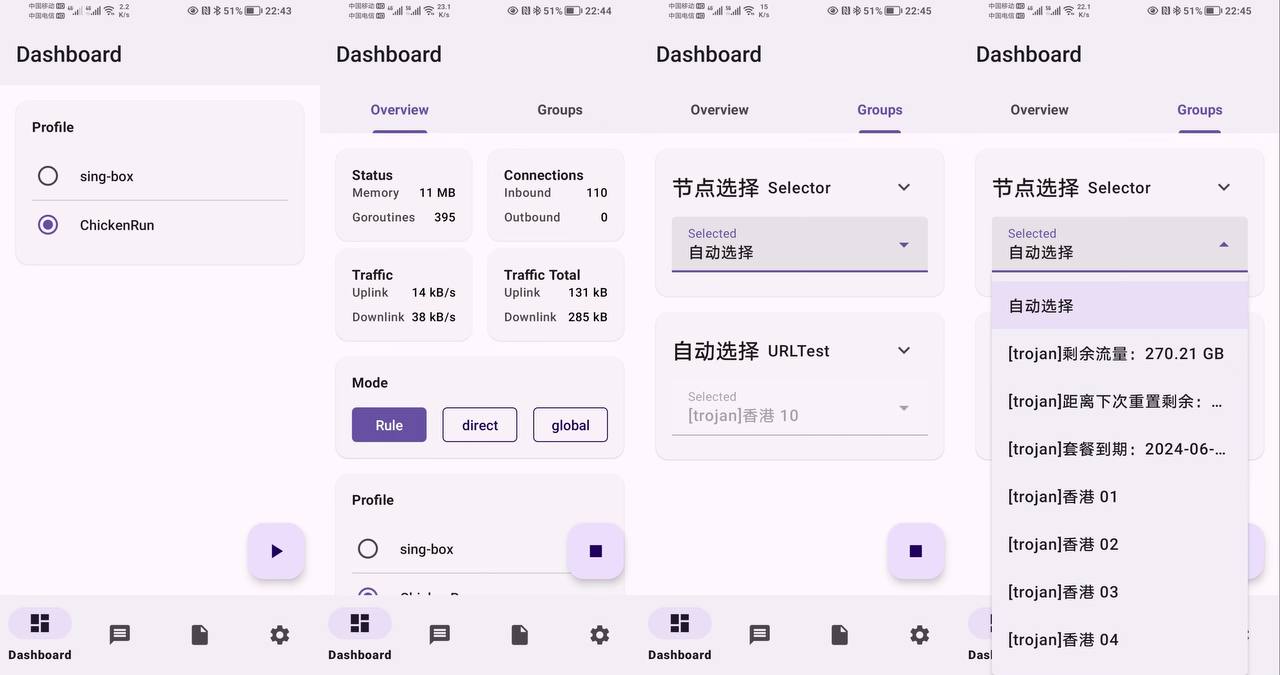 中国移动 HD 中国电信 HD 2.2 K/s 51% 22:43
Dashboard
Profile
sing-box
ChickenRun
Dashboard
中国移动 HD 中国电信 HD 23.1 K/s 51% 22:44
Dashboard
Overview Groups
Status
Memory 11 MB
Goroutines 395
Connections
Inbound 110
Outbound 0
Traffic
Uplink 14 kB/s
Downlink 38 kB/s
Traffic Total
Uplink 131 kB
Downlink 285 kB
Mode
Rule direct global
Profile
sing-box
Dashboard
中国移动 HD 中国电信 HD 15 K/s 51% 22:45
Dashboard
Overview Groups
节点选择 Selector
Selected
自动选择
自动选择 URLTest
Selected
[trojan]香港 10
Dashboard
中国移动 HD 中国电信 HD 22.1 K/s 51% 22:45
Dashboard
Overview Groups
节点选择 Selector
Selected
自动选择
自动选择
[trojan]剩余流量：270.21 GB
[trojan]距离下次重置剩余：...
[trojan]套餐到期：2024-06-...
[trojan]香港 01
[trojan]香港 02
[trojan]香港 03
[trojan]香港 04
Das